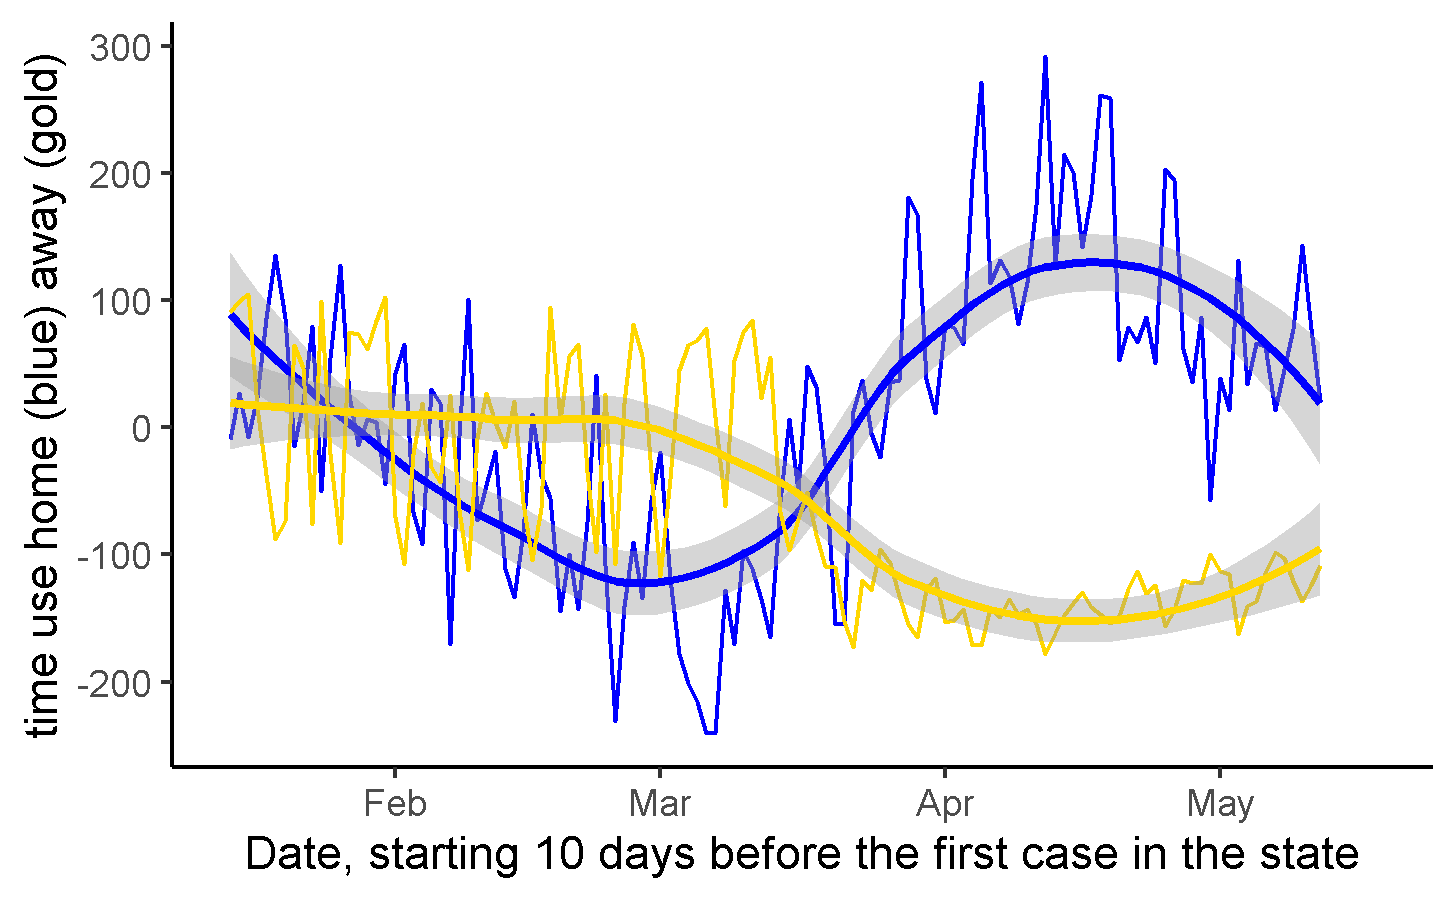 time use home (blue) away (gold)
300
200
100
0
-100
-200
Feb Mar Apr May
Date, starting 10 days before the first case in the state